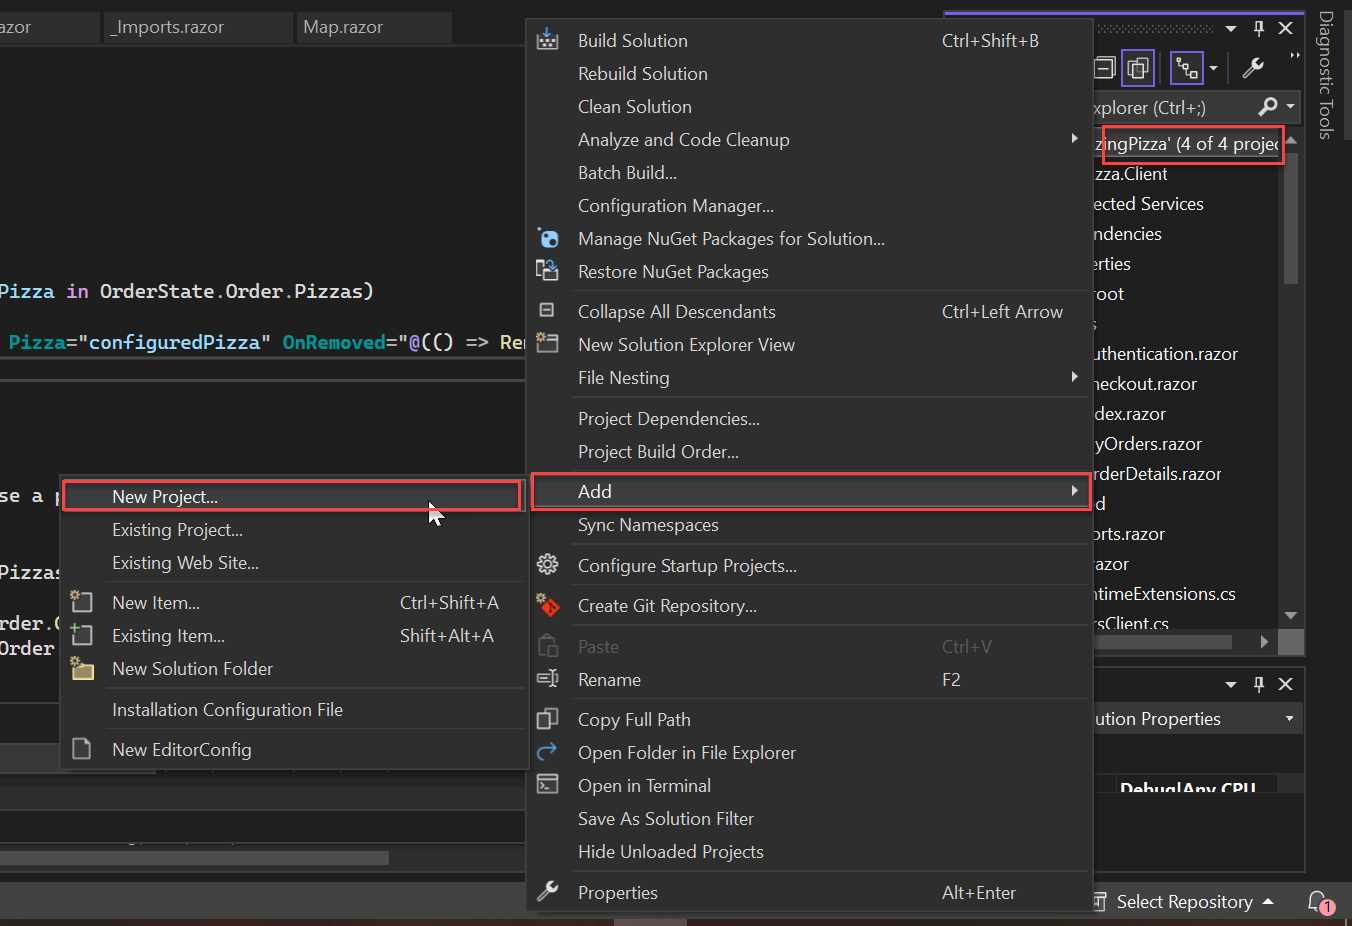 azor
_Imports.razor
Map.razor
Pizza in OrderState.Order.Pizzas)
Pizza="configuredPizza" OnRemoved="@(() => Re
se a
Pizzas
rder.
Order.
New Project...
Existing Project...
Existing Web Site...
New Item... Ctrl+Shift+A
Existing Item... Shift+Alt+A
New Solution Folder
Installation Configuration File
New EditorConfig
Build Solution Ctrl+Shift+B
Rebuild Solution
Clean Solution
Analyze and Code Cleanup
Batch Build...
Configuration Manager...
Manage NuGet Packages for Solution...
Restore NuGet Packages
Collapse All Descendants Ctrl+Left Arrow
New Solution Explorer View
File Nesting
Project Dependencies...
Project Build Order...
Add
Sync Namespaces
Configure Startup Projects...
Create Git Repository...
Paste Ctrl+V
Rename F2
Copy Full Path
Open Folder in File Explorer
Open in Terminal
Save As Solution Filter
Hide Unloaded Projects
Properties Alt+Enter
xplorer (Ctrl+;)
zingPizza' (4 of 4 projec
zza.Client
ected Services
ndencies
erties
root
s
uthentication.razor
heckout.razor
dex.razor
yOrders.razor
rderDetails.razor
ed
orts.razor
razor
ntimeExtensions.cs
rsClient.cs
ution Properties
Debug|Any CPU
Select Repository
1
Diagnostic Tools